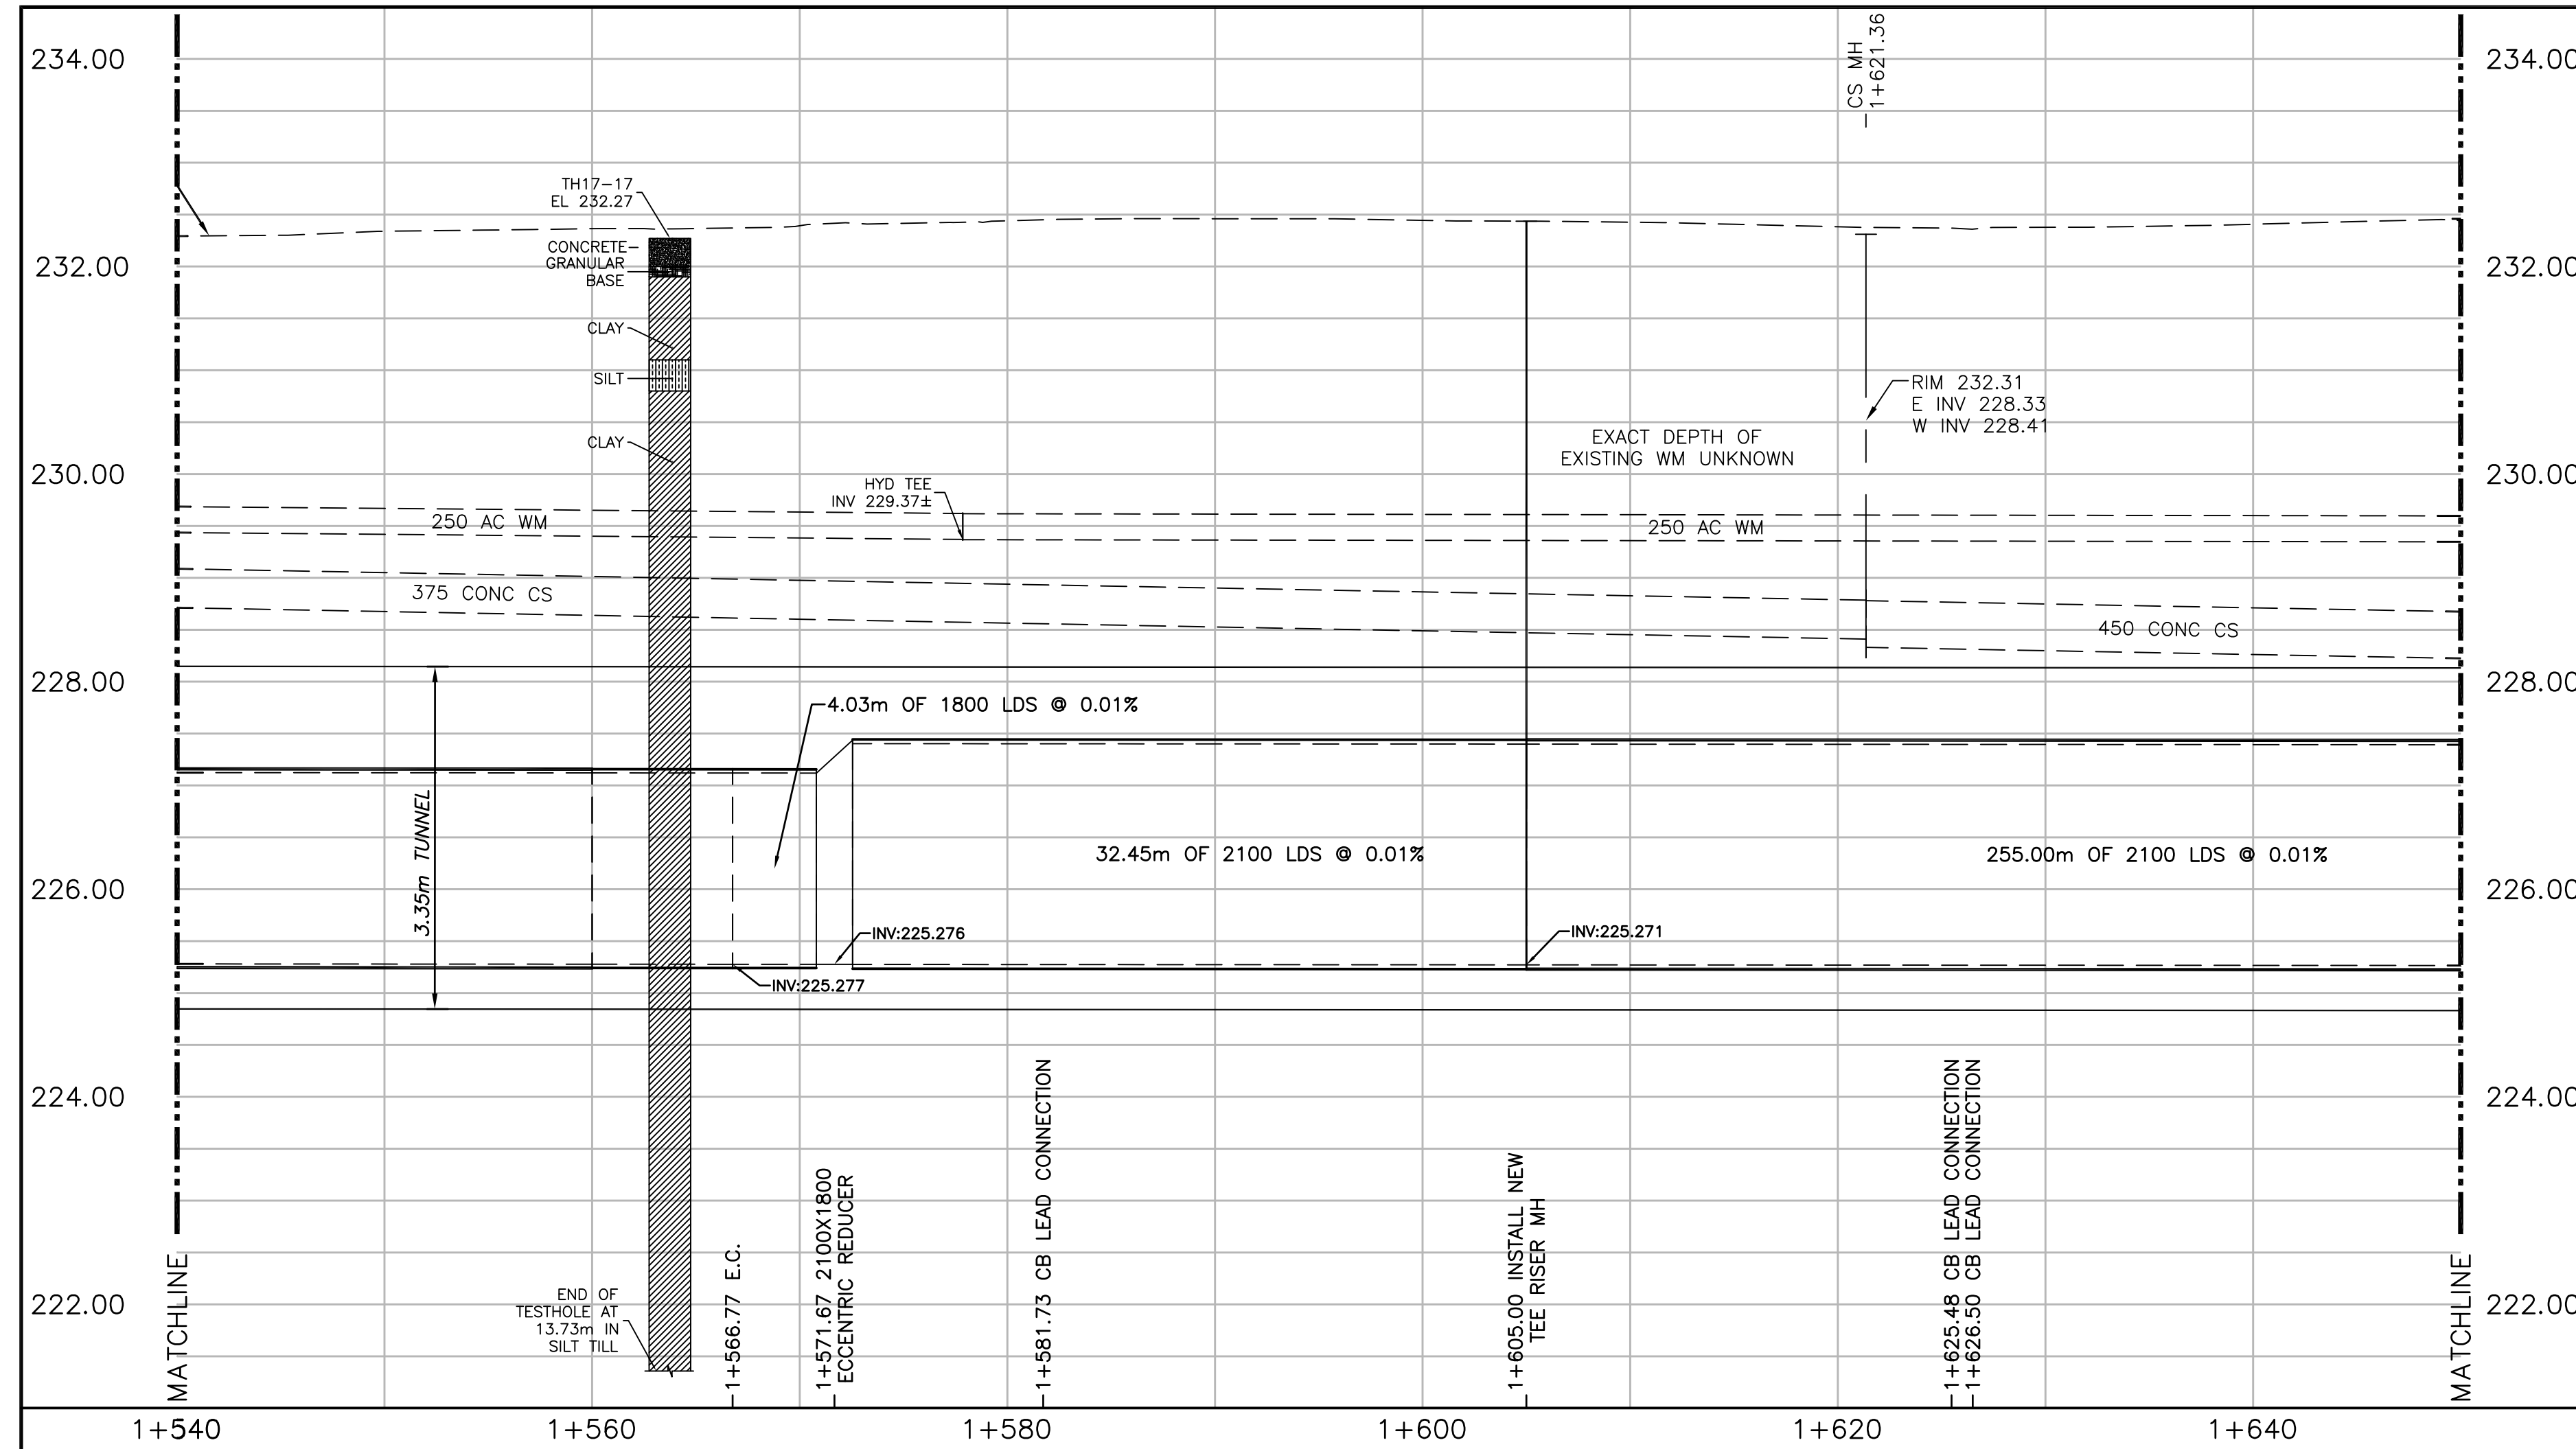 234.00
234.00
CS MH
1+621.36
TH17-17
EL 232.27
CONCRETE
GRANULAR
BASE
232.00
232.00
CLAY
SILT
RIM 232.31
E INV 228.33
W INV 228.41
CLAY
EXACT DEPTH OF
EXISTING WM UNKNOWN
230.00
230.00
HYD TEE
INV 229.37±
250 AC WM
250 AC WM
375 CONC CS
450 CONC CS
228.00
228.00
4.03m OF 1800 LDS @ 0.01%
3.35m TUNNEL
32.45m OF 2100 LDS @ 0.01%
255.00m OF 2100 LDS @ 0.01%
226.00
226.00
INV:225.276
INV:225.271
INV:225.277
224.00
224.00
222.00
222.00
END OF
TESTHOLE AT
13.73m IN
SILT TILL
MATCHLINE
1+566.77 E.C.
1+571.67 2100X1800
ECCENTRIC REDUCER
1+581.73 CB LEAD CONNECTION
1+605.00 INSTALL NEW
TEE RISER MH
1+625.48 CB LEAD CONNECTION
1+626.50 CB LEAD CONNECTION
MATCHLINE
1+540
1+560
1+580
1+600
1+620
1+640